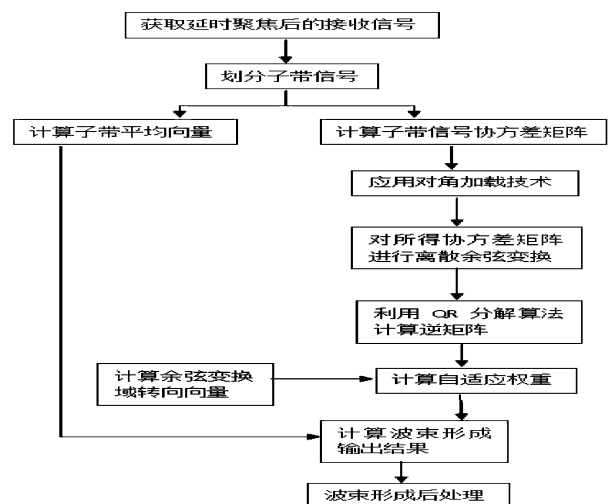 获取延时聚焦后的接收信号
划分子带信号
计算子带平均向量
计算子带信号协方差矩阵
应用对角加载技术
对所得协方差矩阵
进行离散余弦变换
利用 QR 分解算法
计算逆矩阵
计算余弦变换
域转向向量
计算自适应权重
计算波束形成
输出结果
波束形成后处理